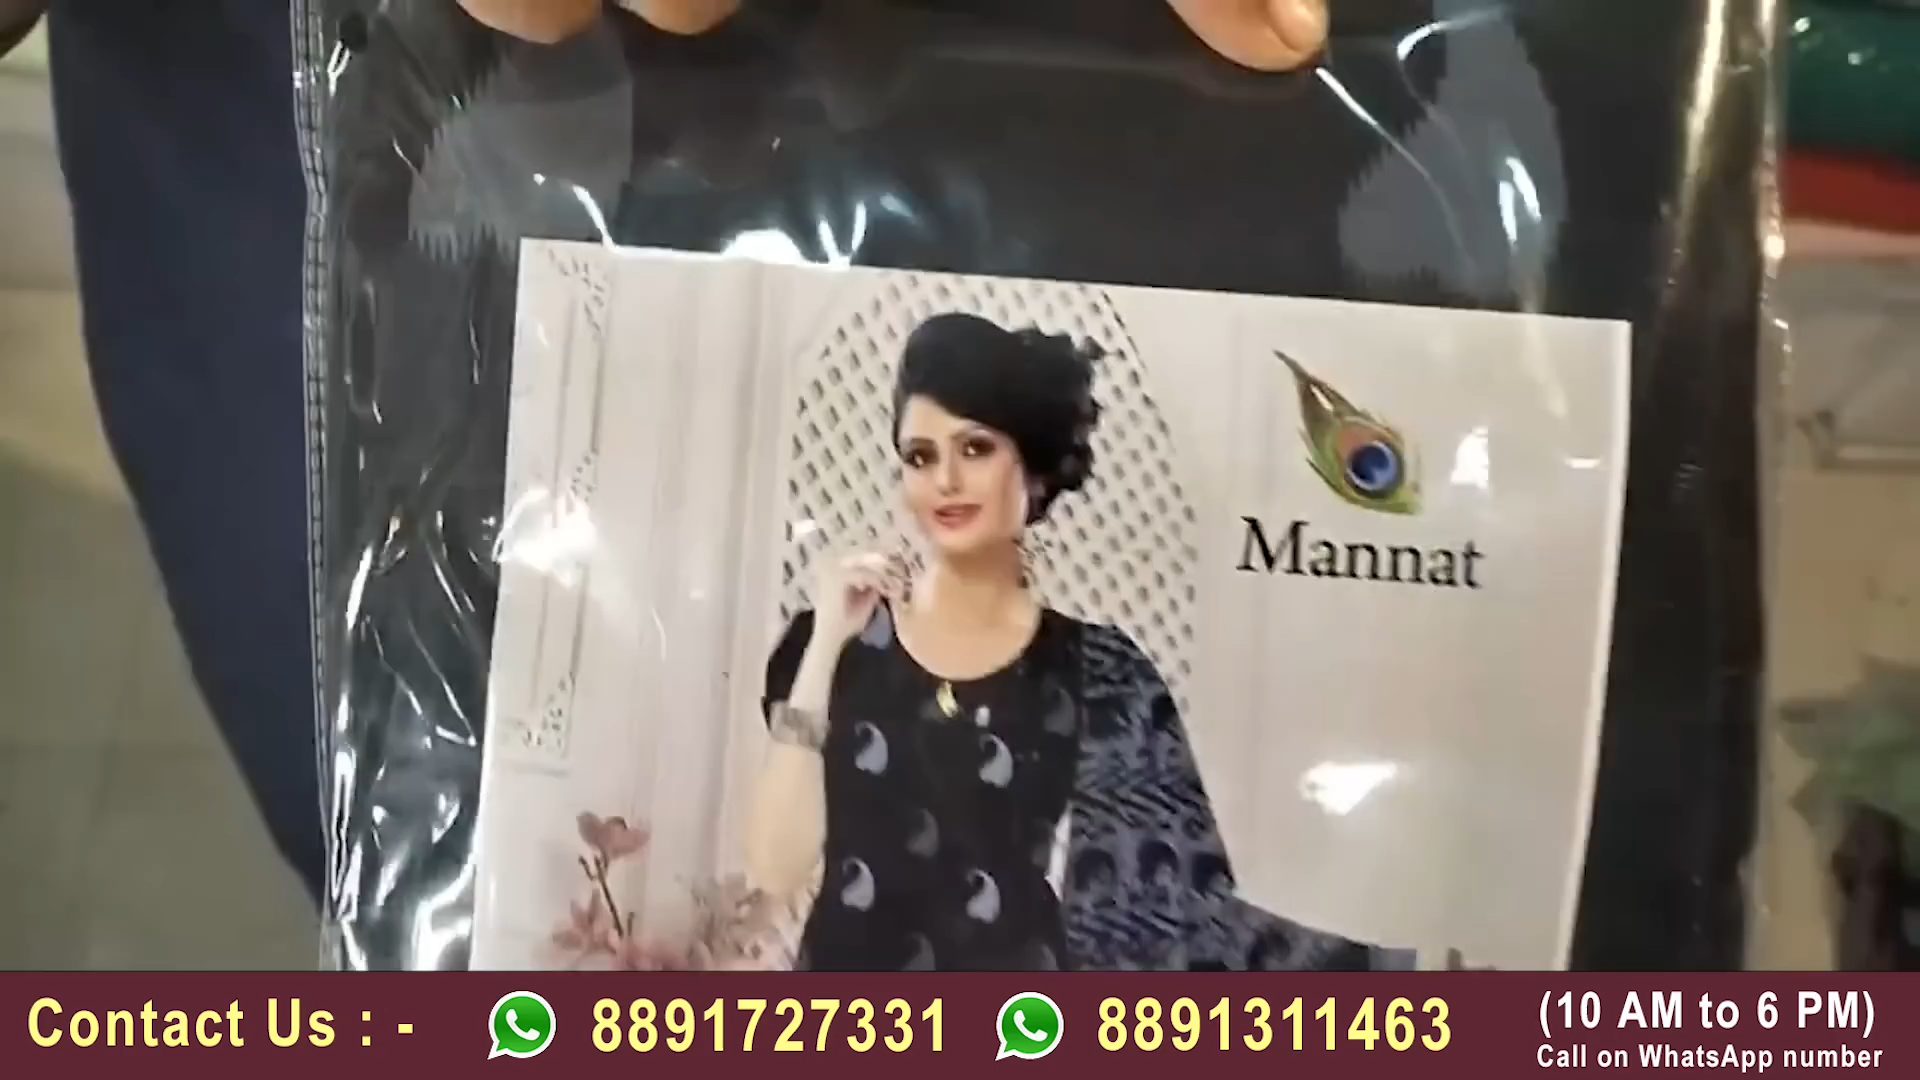 Mannat
Contact Us : - 8891727331 8891311463 (10 AM to 6 PM)
Call on WhatsApp number